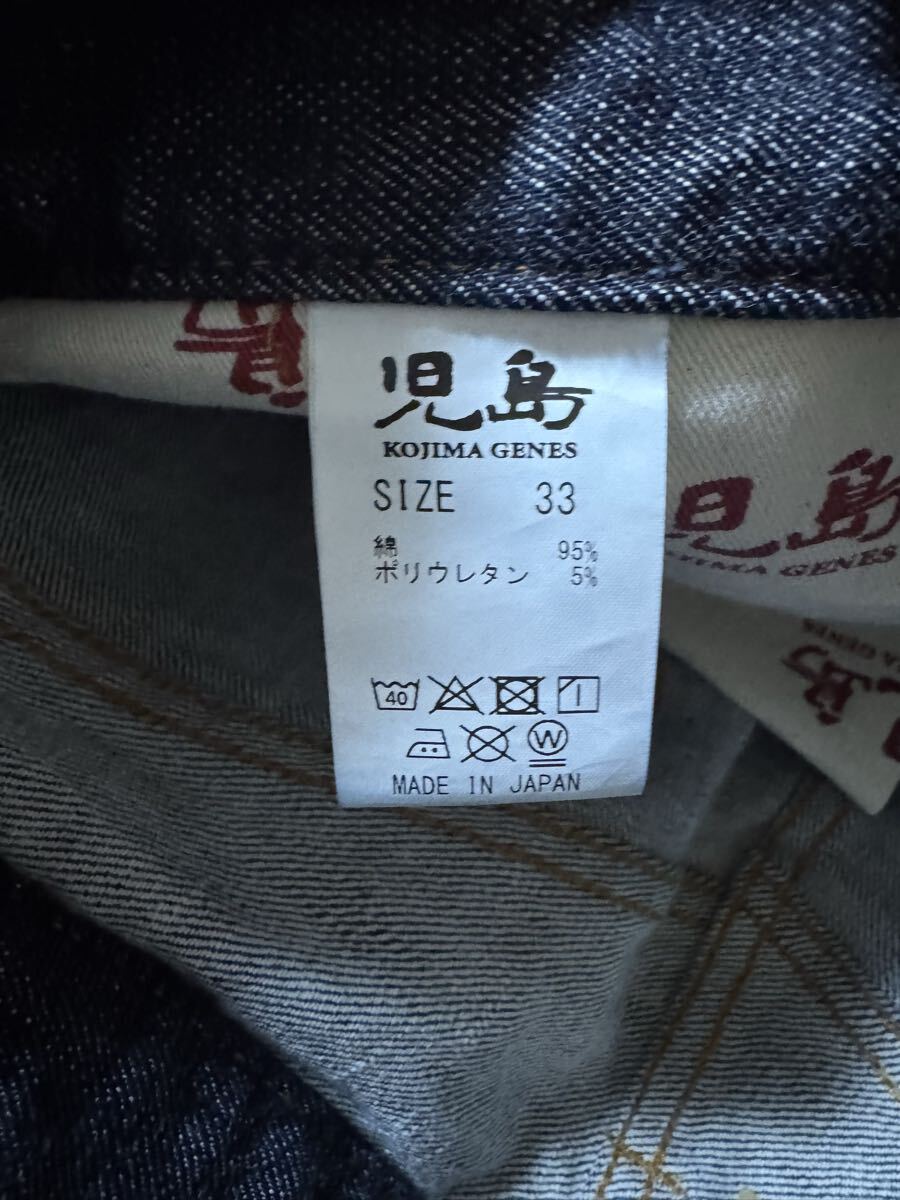 児島
KOJIMA GENES
SIZE 33
綿 95%
ポリウレタン 5%
40
W
MADE IN JAPAN
児島
KOJIMA GENES